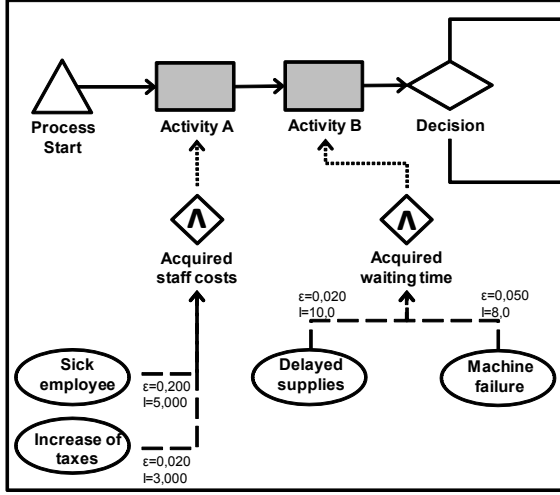 Process
Start
Activity A
Activity B
Decision
Λ
Λ
Acquired
staff costs
Acquired
waiting time
ε=0,020
I=10,0
ε=0,050
I=8,0
Sick
employee
ε=0,200
I=5,000
Delayed
supplies
Machine
failure
Increase of
taxes
ε=0,020
I=3,000